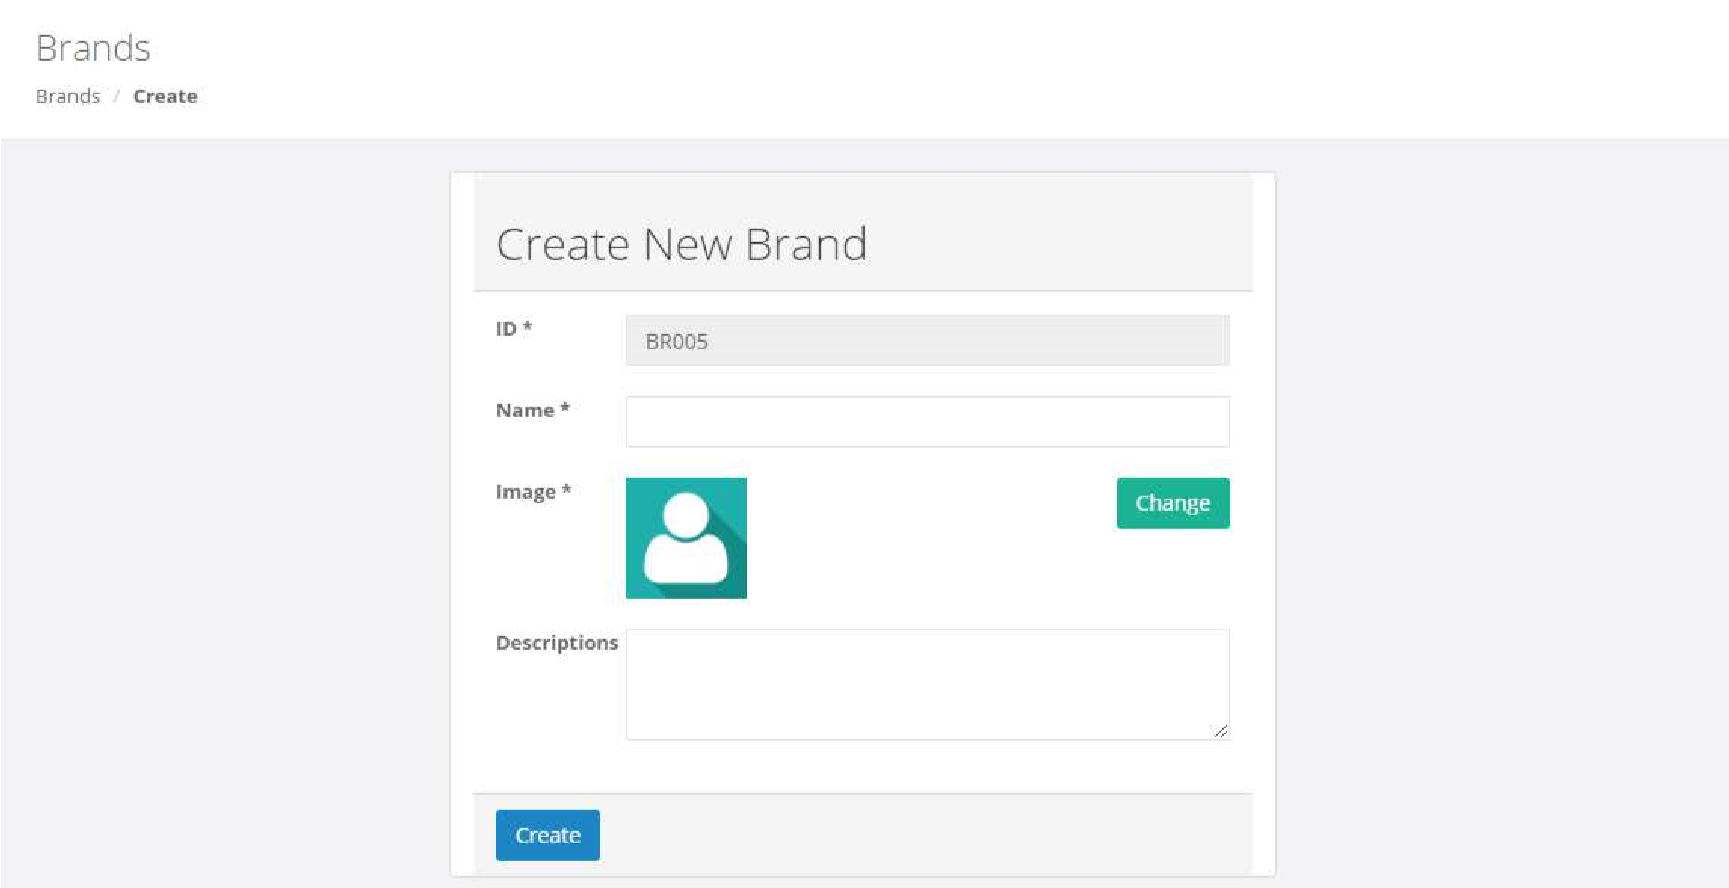 Brands
Brands / Create
Create New Brand
ID *
BR005
Name *
Image *
Change
Descriptions
Create